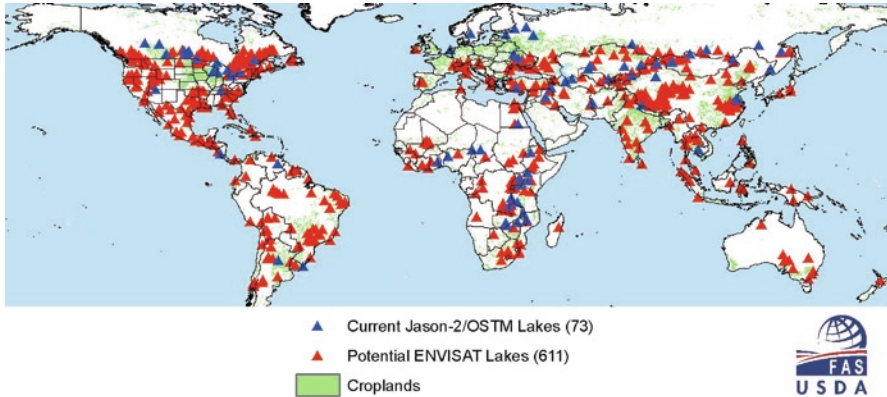 Current Jason-2/OSTM Lakes (73)
Potential ENVISAT Lakes (611)
Croplands
FAS
USDA